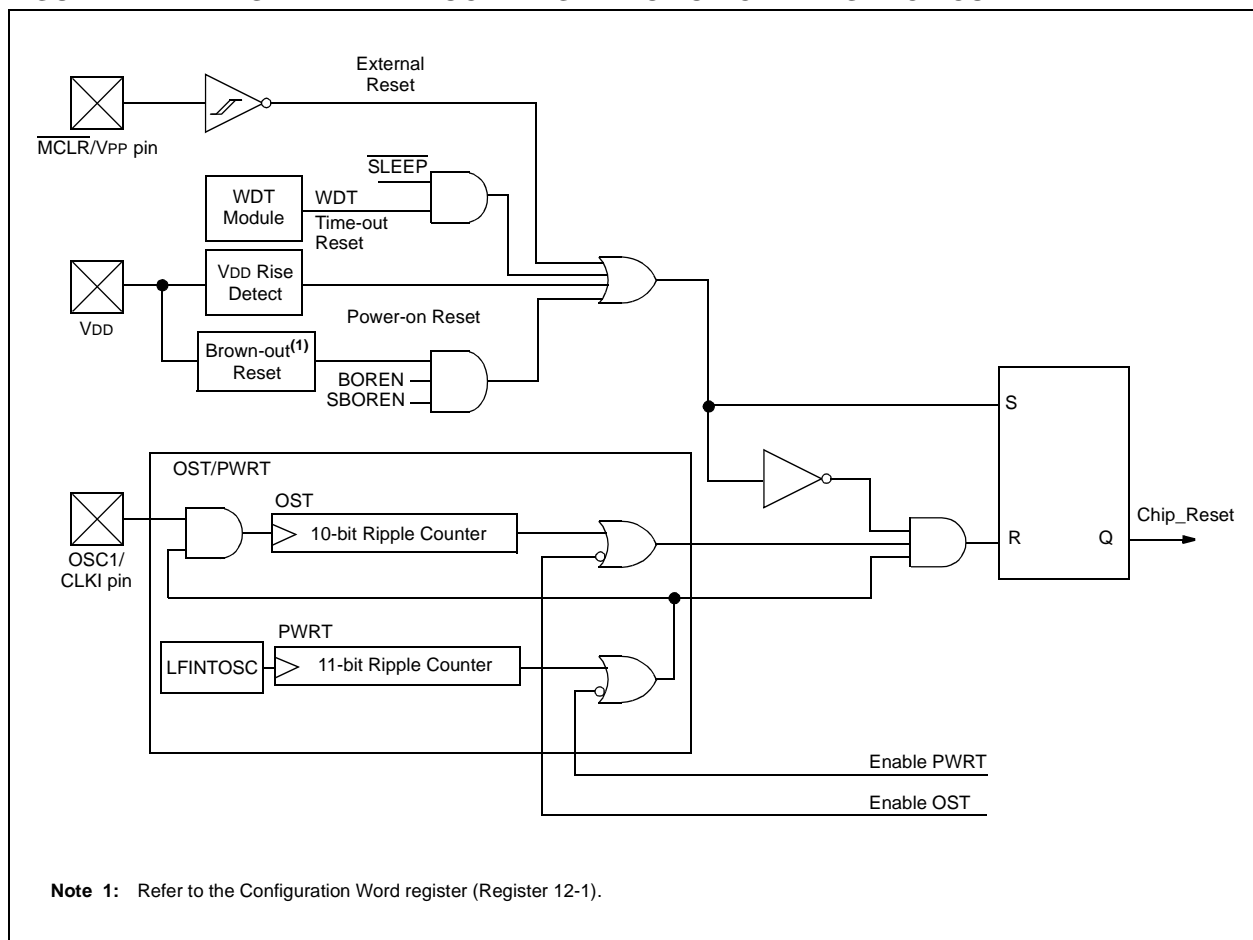 External
Reset
MCLR/VPP pin
SLEEP
WDT
Module
WDT
Time-out
Reset
VDD Rise
Detect
VDD
Power-on Reset
Brown-out(1)
Reset
BOREN
SBOREN
S
OST/PWRT
OST
10-bit Ripple Counter
OSC1/
CLKI pin
Chip_Reset
R
Q
PWRT
LFINTOSC
11-bit Ripple Counter
Enable PWRT
Enable OST
Note 1: Refer to the Configuration Word register (Register 12-1).